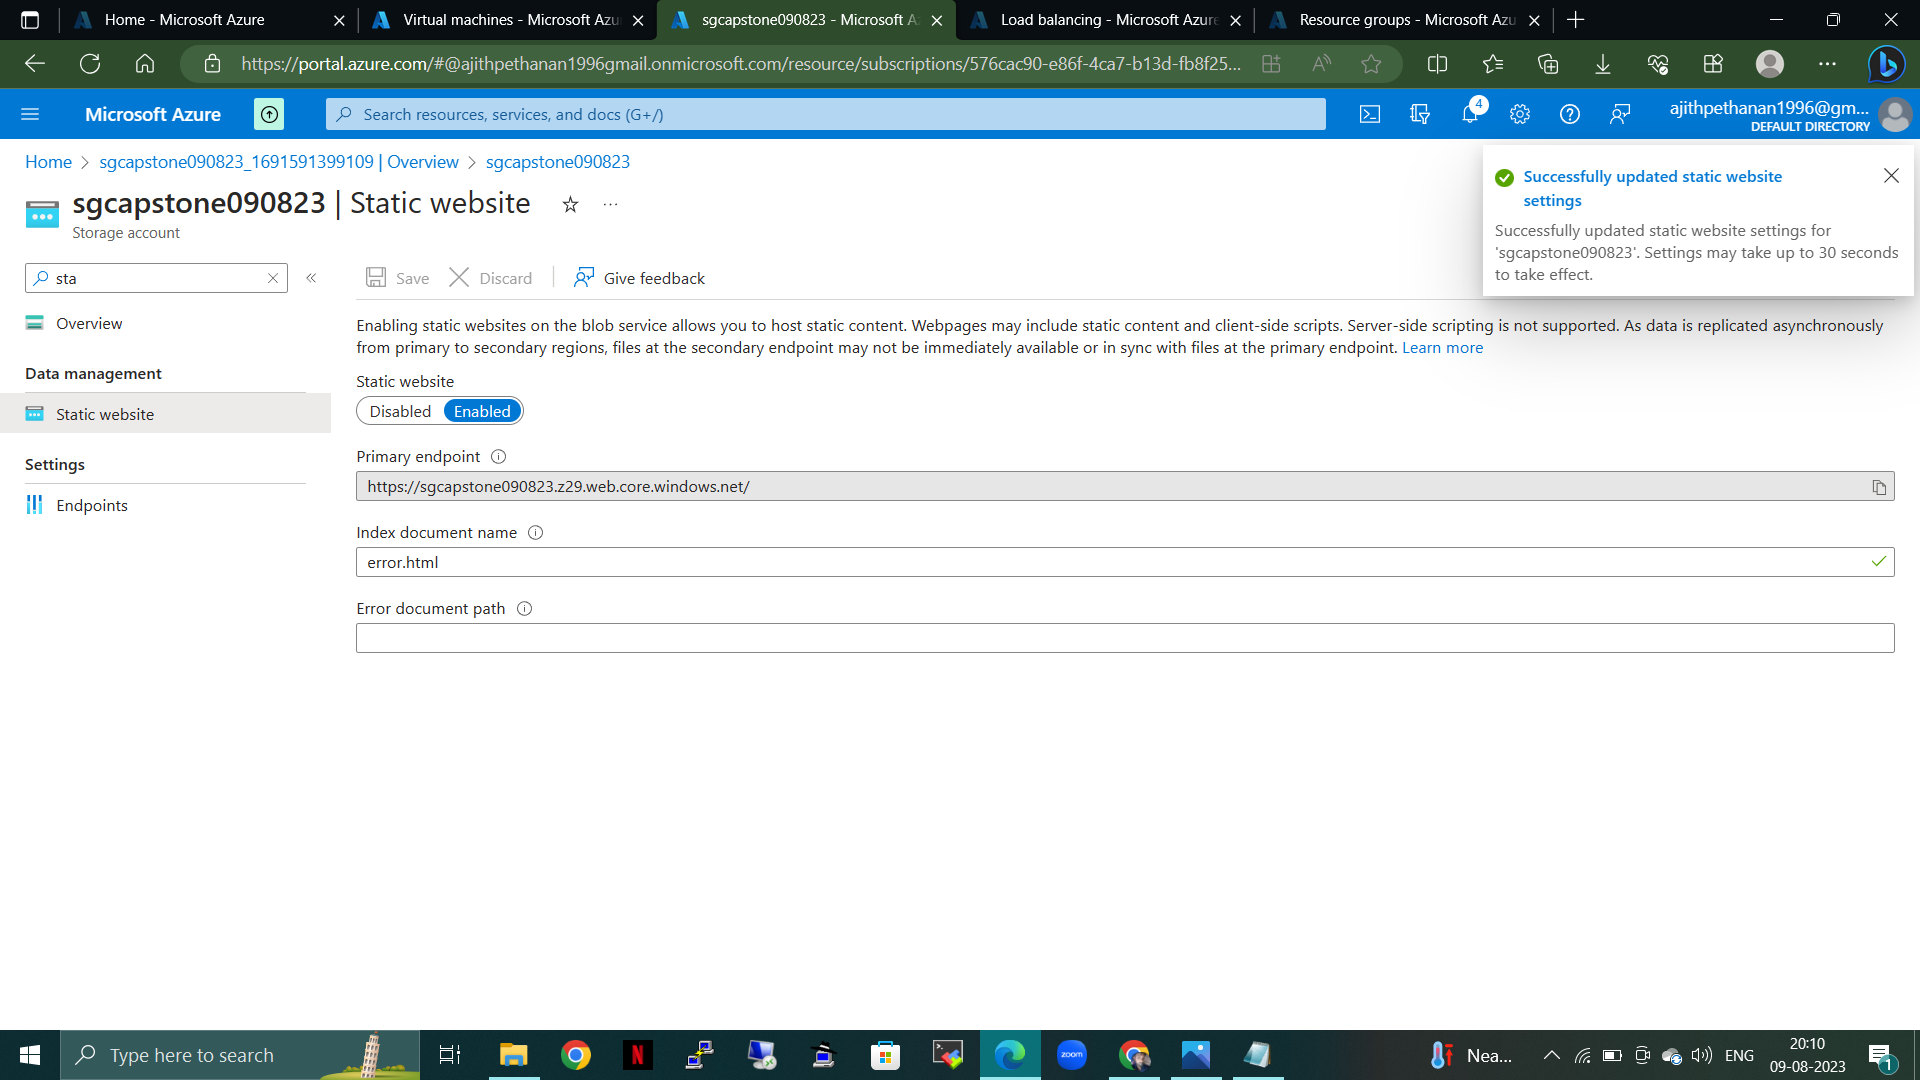 Home - Microsoft Azure
Virtual machines - Microsoft Azu
sgcapstone090823 - Microsoft A
Load balancing - Microsoft Azure
Resource groups - Microsoft Azu
https://portal.azure.com/#@ajithpethanan1996gmail.onmicrosoft.com/resource/subscriptions/576cac90-e86f-4ca7-b13d-fb8f25...
Microsoft Azure
Search resources, services, and docs (G+/)
4
ajithpethanan1996@gm...
DEFAULT DIRECTORY
Home > sgcapstone090823_1691591399109 | Overview > sgcapstone090823
sgcapstone090823 | Static website
Storage account
Successfully updated static website
settings
Successfully updated static website settings for
'sgcapstone090823'. Settings may take up to 30 seconds
to take effect.
sta
Save
Discard
Give feedback
Overview
Data management
Static website
Settings
Endpoints
Enabling static websites on the blob service allows you to host static content. Webpages may include static content and client-side scripts. Server-side scripting is not supported. As data is replicated asynchronously
from primary to secondary regions, files at the secondary endpoint may not be immediately available or in sync with files at the primary endpoint. Learn more
Static website
Disabled Enabled
Primary endpoint
https://sgcapstone090823.z29.web.core.windows.net/
Index document name
error.html
Error document path
Type here to search
N
zoom
Nea...
ENG
20:10
09-08-2023
1